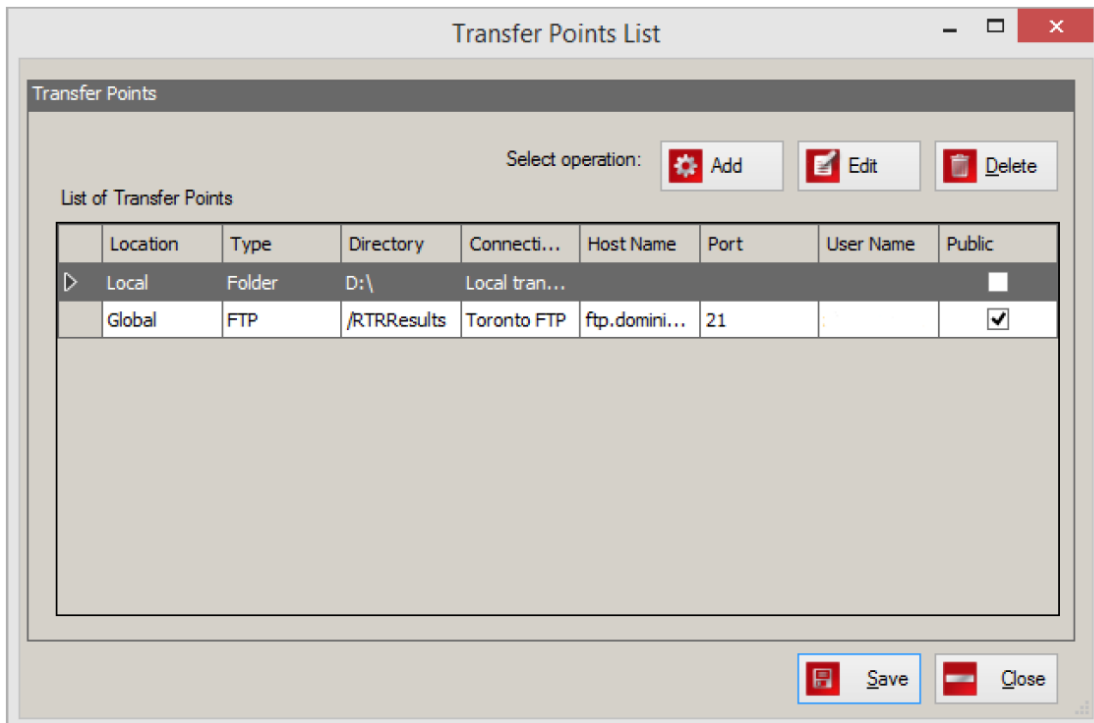 Transfer Points List
Transfer Points
Select operation: Add Edit Delete
List of Transfer Points
Location Type Directory Connecti... Host Name Port User Name Public
Local Folder D:\ Local tran...
Global FTP /RTRResults Toronto FTP ftp.domini... 21
Save Close